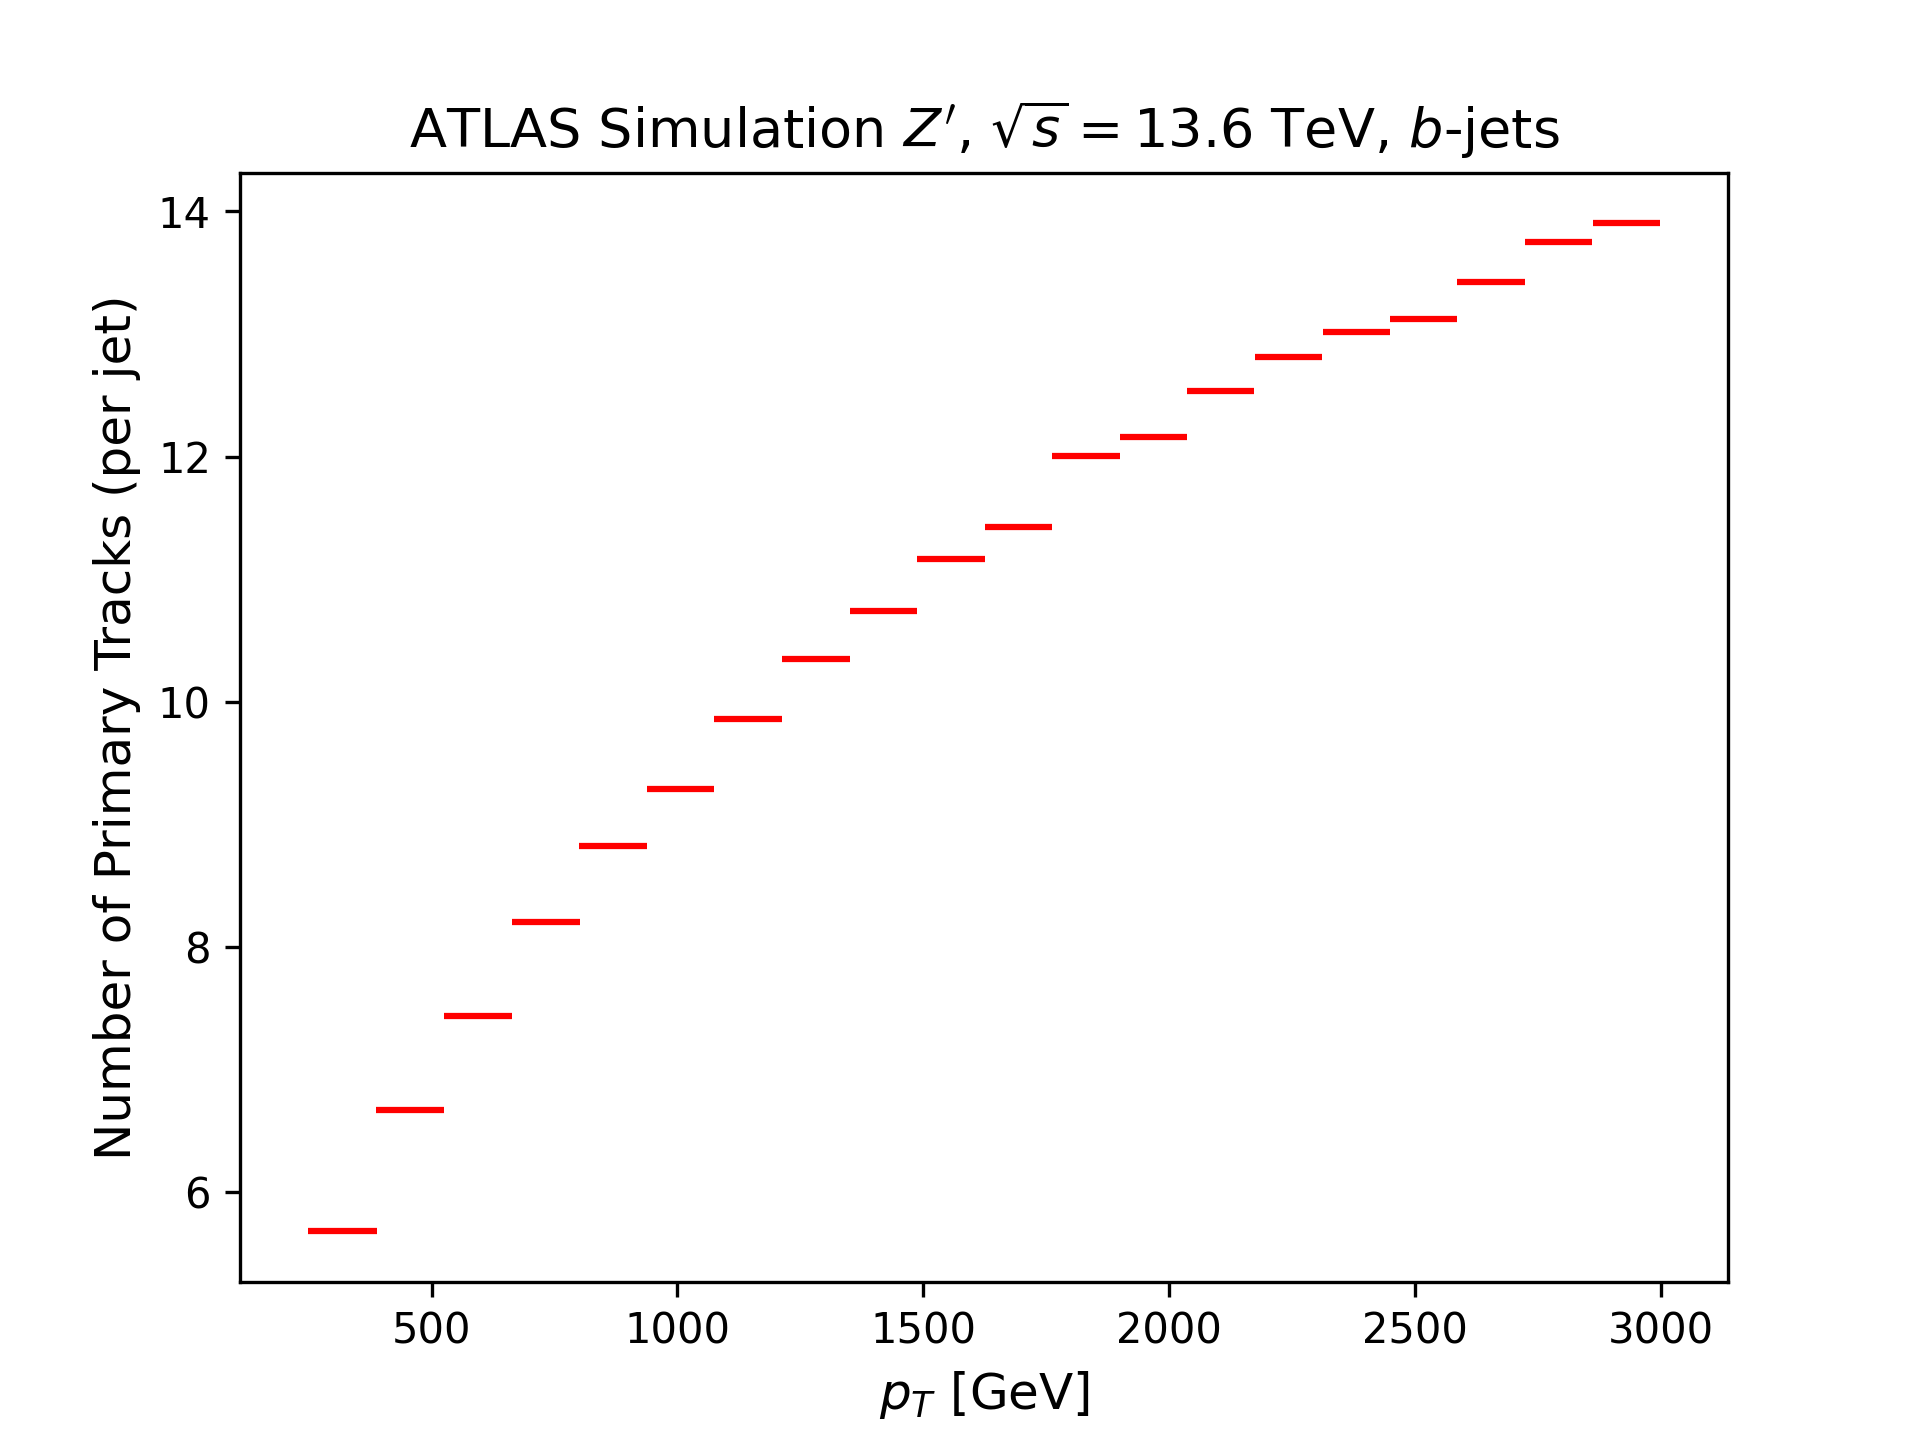 ATLAS Simulation Z′, √s = 13.6 TeV, b-jets
Number of Primary Tracks (per jet)
14
12
10
8
6
500 1000 1500 2000 2500 3000
p_T [GeV]